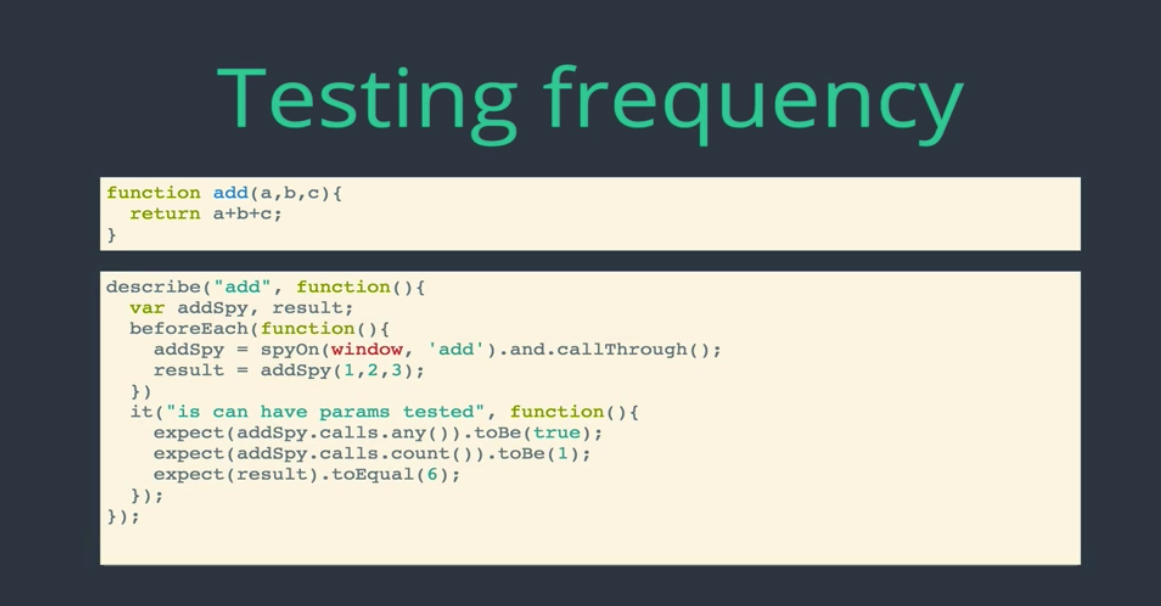 Testing frequency
function add(a,b,c){
  return a+b+c;
}
describe("add", function(){
  var addSpy, result;
  beforeEach(function(){
    addSpy = spyOn(window, 'add').and.callThrough();
    result = addSpy(1,2,3);
  })
  it("is can have params tested", function(){
    expect(addSpy.calls.any()).toBe(true);
    expect(addSpy.calls.count()).toBe(1);
    expect(result).toEqual(6);
  });
});